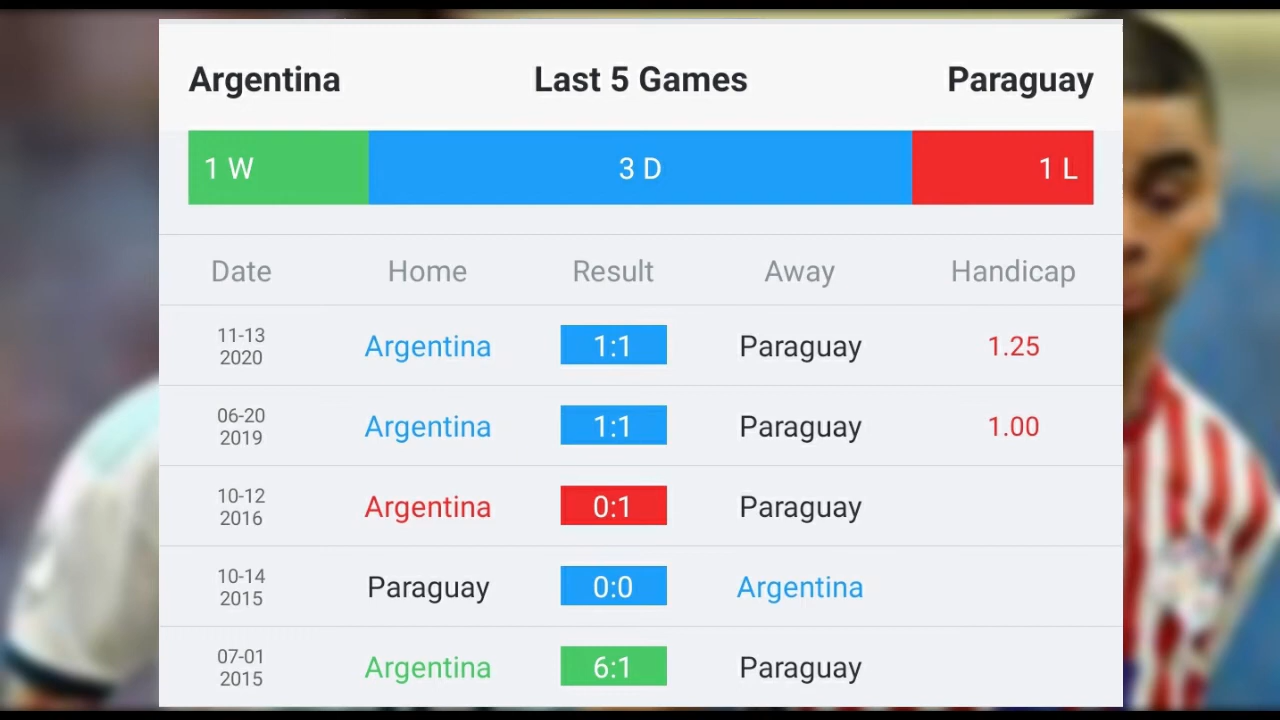 Argentina Last 5 Games Paraguay
1 W 3 D 1 L
Date Home Result Away Handicap
11-13
2020 Argentina 1:1 Paraguay 1.25
06-20
2019 Argentina 1:1 Paraguay 1.00
10-12
2016 Argentina 0:1 Paraguay
10-14
2015 Paraguay 0:0 Argentina
07-01
2015 Argentina 6:1 Paraguay